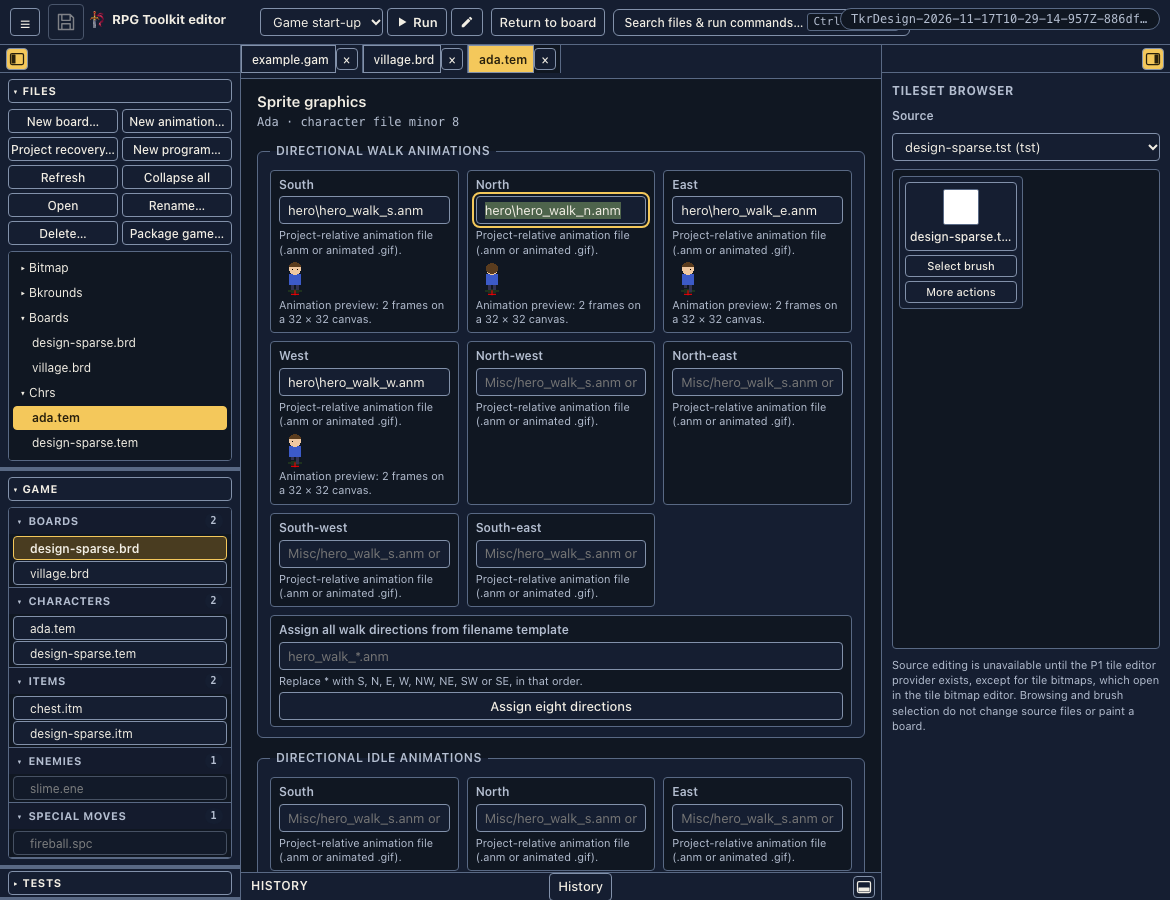 RPG Toolkit editor
Game start-up
Run
Return to board
Search files & run commands...
Ctrl
TkrDesign-2026-11-17T10-29-14-957Z-886df…
example.gam ×
village.brd ×
ada.tem ×
FILES
New board...
New animation...
Project recovery...
New program...
Refresh
Collapse all
Open
Rename...
Delete...
Package game...
Bitmap
Bkrounds
Boards
design-sparse.brd
village.brd
Chrs
ada.tem
design-sparse.tem
GAME
BOARDS 2
design-sparse.brd
village.brd
CHARACTERS 2
ada.tem
design-sparse.tem
ITEMS 2
chest.itm
design-sparse.itm
ENEMIES 1
slime.ene
SPECIAL MOVES 1
fireball.spc
TESTS
Sprite graphics
Ada · character file minor 8
DIRECTIONAL WALK ANIMATIONS
South
hero\hero_walk_s.anm
Project-relative animation file
(.anm or animated .gif).
Animation preview: 2 frames on
a 32 × 32 canvas.
North
hero\hero_walk_n.anm
Project-relative animation file
(.anm or animated .gif).
Animation preview: 2 frames on
a 32 × 32 canvas.
East
hero\hero_walk_e.anm
Project-relative animation file
(.anm or animated .gif).
Animation preview: 2 frames on
a 32 × 32 canvas.
West
hero\hero_walk_w.anm
Project-relative animation file
(.anm or animated .gif).
Animation preview: 2 frames on
a 32 × 32 canvas.
North-west
Misc/hero_walk_s.anm or
Project-relative animation file
(.anm or animated .gif).
North-east
Misc/hero_walk_s.anm or
Project-relative animation file
(.anm or animated .gif).
South-west
Misc/hero_walk_s.anm or
Project-relative animation file
(.anm or animated .gif).
South-east
Misc/hero_walk_s.anm or
Project-relative animation file
(.anm or animated .gif).
Assign all walk directions from filename template
hero_walk_*.anm
Replace * with S, N, E, W, NW, NE, SW or SE, in that order.
Assign eight directions
DIRECTIONAL IDLE ANIMATIONS
South
Misc/hero_walk_s.anm or
Project-relative animation file
(.anm or animated .gif).
North
Misc/hero_walk_s.anm or
Project-relative animation file
(.anm or animated .gif).
East
Misc/hero_walk_s.anm or
Project-relative animation file
(.anm or animated .gif).
HISTORY
History
TILESET BROWSER
Source
design-sparse.tst (tst)
design-sparse.t...
Select brush
More actions
Source editing is unavailable until the P1 tile editor
provider exists, except for tile bitmaps, which open
in the tile bitmap editor. Browsing and brush
selection do not change source files or paint a
board.